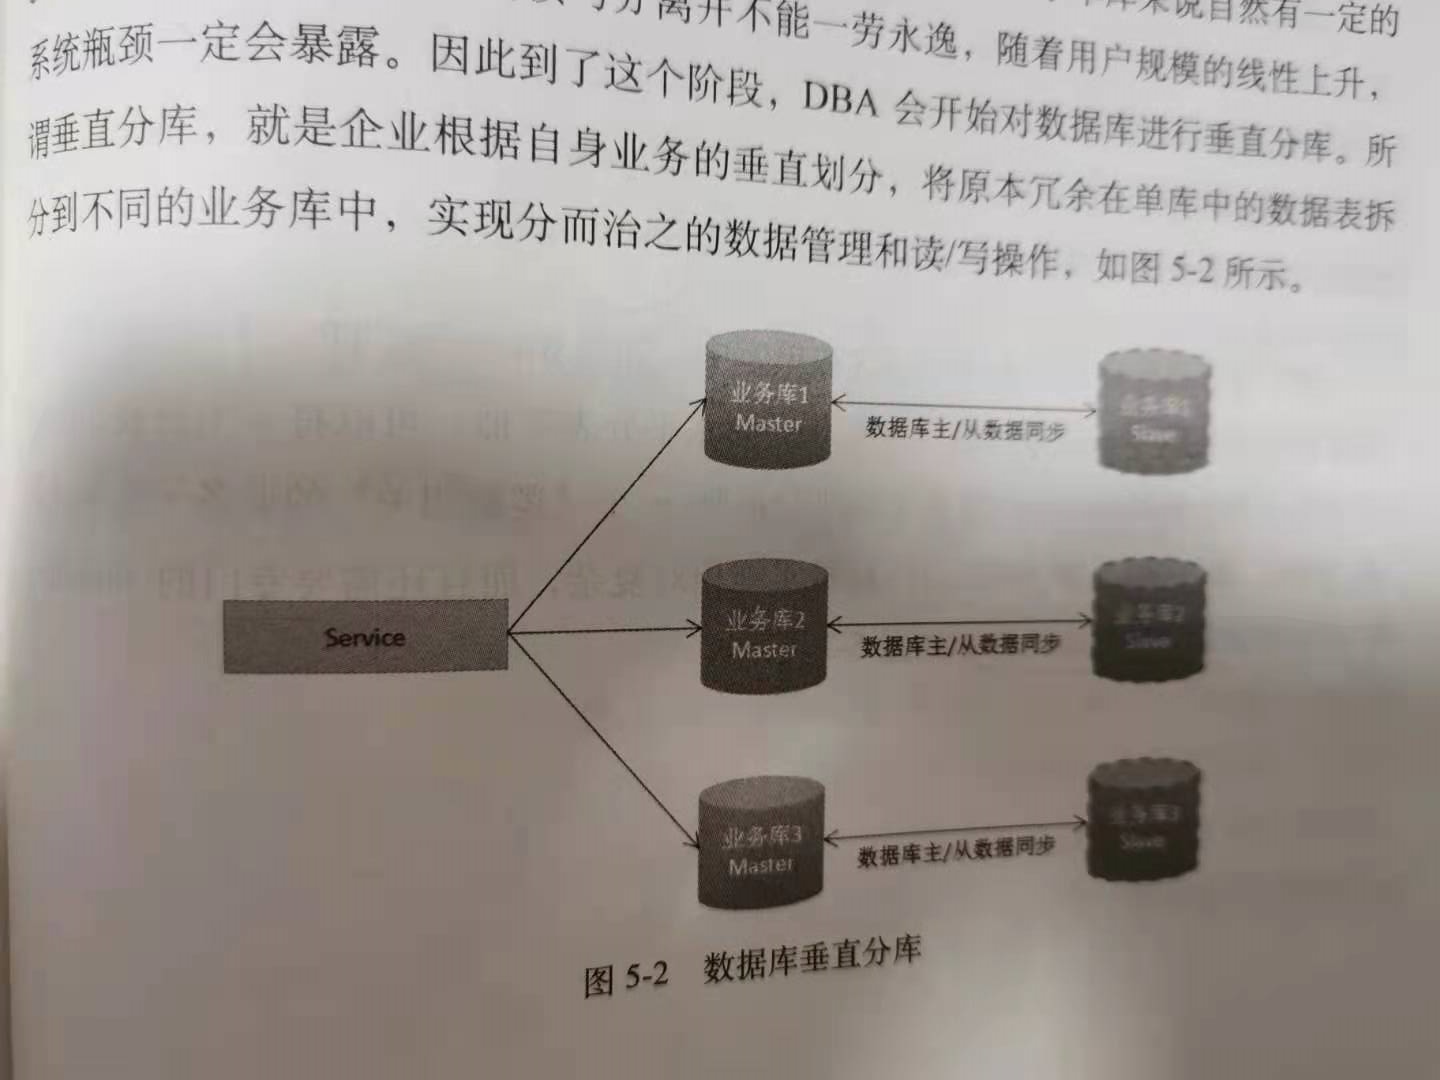 分离开并不能一劳永逸，随着用户规模的线性上升，
来说自然有一定的
系统瓶颈一定会暴露。因此到了这个阶段，DBA 会开始对数据库进行垂直分库。所
谓垂直分库，就是企业根据自身业务的垂直划分，将原本冗余在单库中的数据表拆
分到不同的业务库中，实现分而治之的数据管理和读/写操作，如图 5-2 所示。
业务库1
Master
数据库主/从数据同步
业务库1
Slave
Service
业务库2
Master
数据库主/从数据同步
业务库2
Slave
业务库3
Master
数据库主/从数据同步
业务库3
Slave
图 5-2 数据库垂直分库